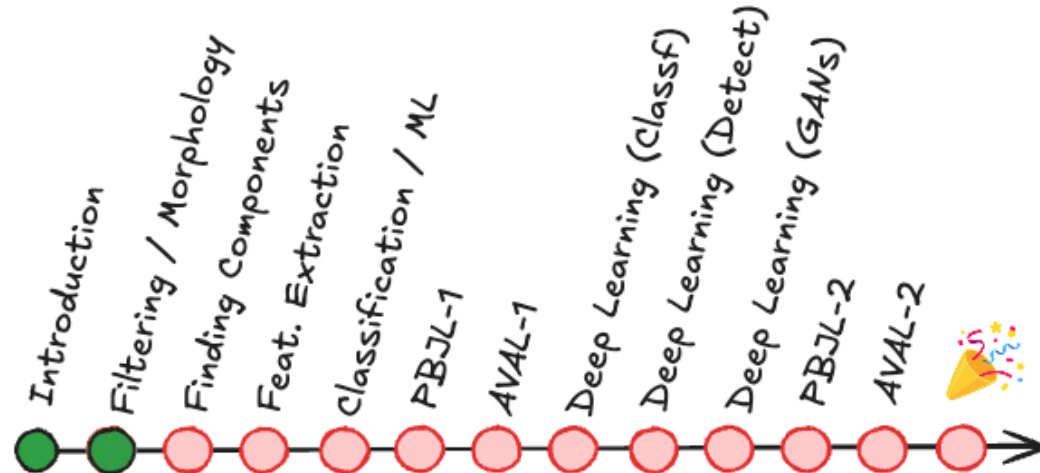 Introduction
Filtering / Morphology
Finding Components
Feat. Extraction
Classification / ML
PBJL-1
AVAL-1
Deep Learning (Classf)
Deep Learning (Detect)
Deep Learning (GANs)
PBJL-2
AVAL-2